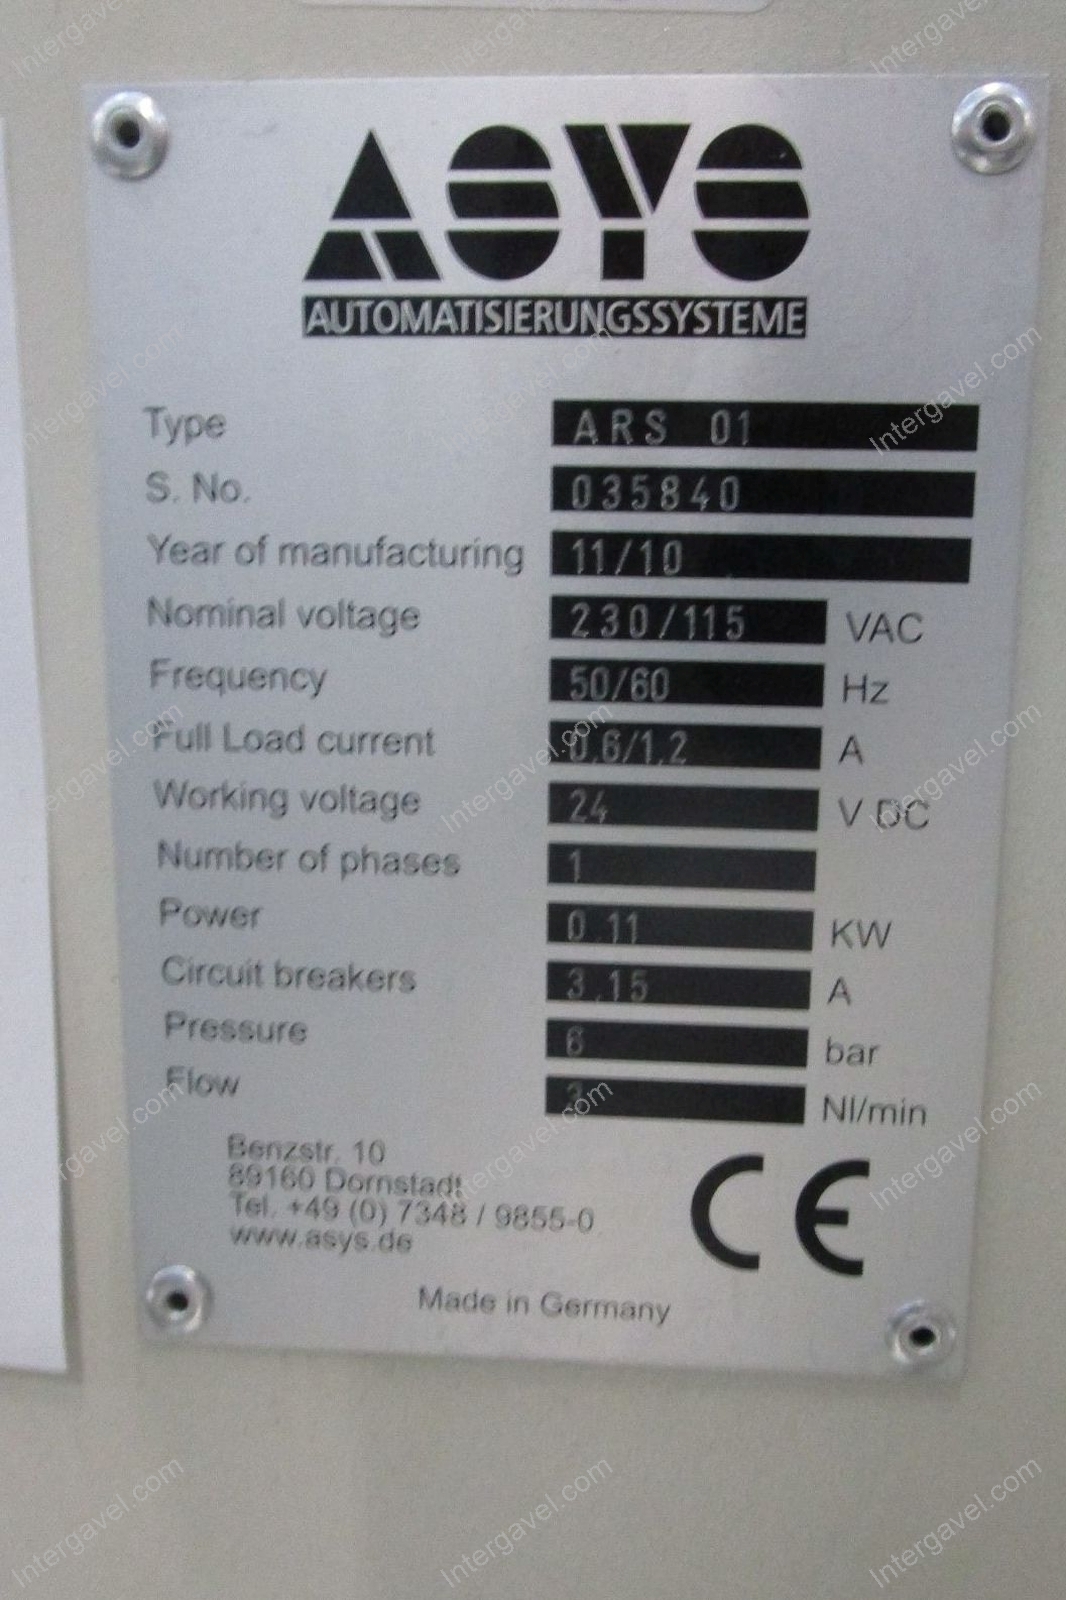 ASYS
AUTOMATISIERUNGSSYSTEME
Type ARS 01
S. No. 035840
Year of manufacturing 11/10
Nominal voltage 230/115 VAC
Frequency 50/60 Hz
Full Load current 0,6/1,2 A
Working voltage 24 V DC
Number of phases 1
Power 0.11 KW
Circuit breakers 3,15 A
Pressure 6 bar
Flow Nl/min
Benzstr. 10
89160 Dornstadt
Tel. +49 (0) 7348 / 9855-0
www.asys.de
CE
Made in Germany
Intergavel.com